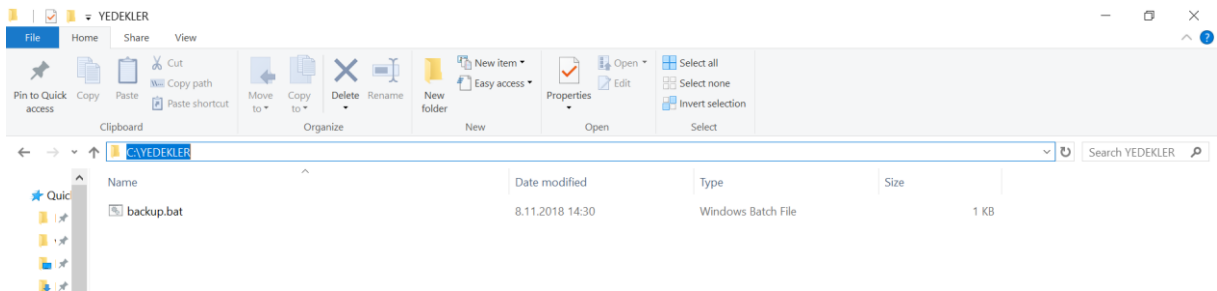 YEDEKLER
File Home Share View
Pin to Quick access
Copy
Paste
Cut
Copy path
Paste shortcut
Clipboard
Move to
Copy to
Delete
Rename
Organize
New folder
New item
Easy access
New
Properties
Open
Edit
Open
Select all
Select none
Invert selection
Select
C:\YEDEKLER
Search YEDEKLER
Name Date modified Type Size
Quic
backup.bat 8.11.2018 14:30 Windows Batch File 1 KB